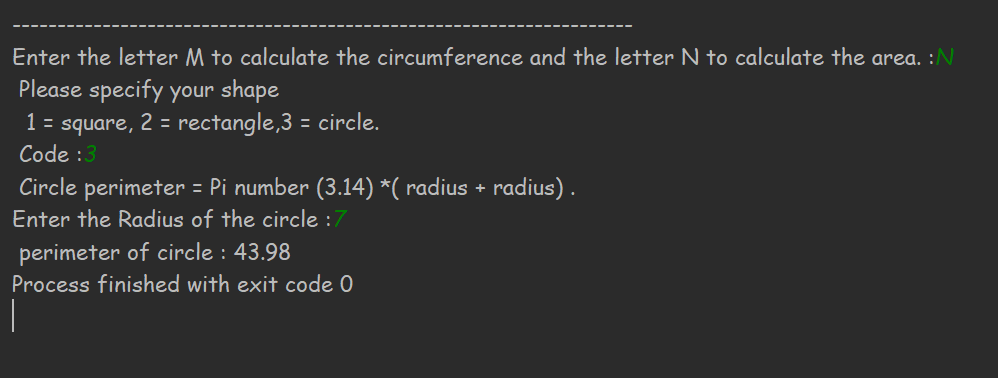 ---------------------------------------------------------------------
Enter the letter M to calculate the circumference and the letter N to calculate the area. :N
Please specify your shape
1 = square, 2 = rectangle,3 = circle.
Code :3
Circle perimeter = Pi number (3.14) *( radius + radius) .
Enter the Radius of the circle :7
perimeter of circle : 43.98
Process finished with exit code 0